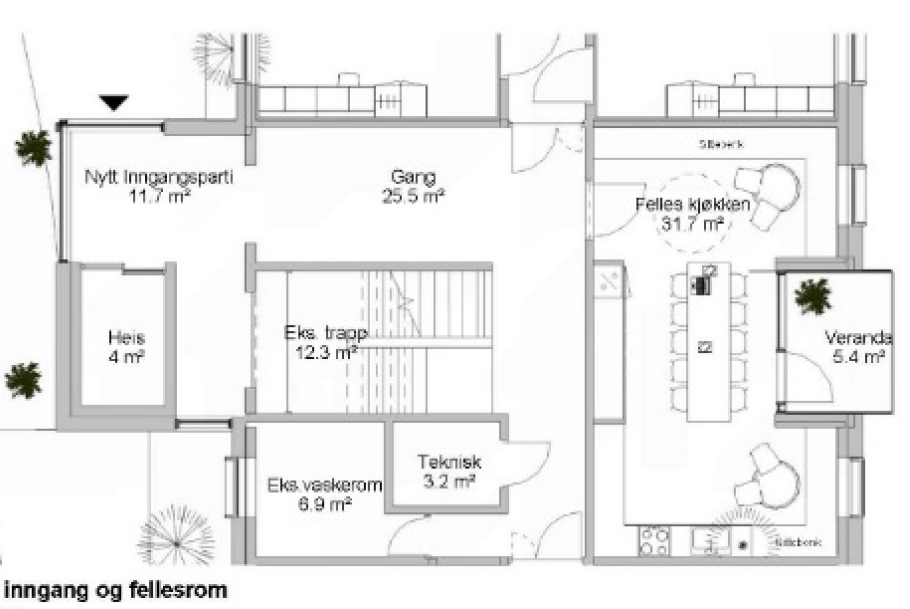 Sittebenk
Nytt Inngangsparti
11.7 m²
Gang
25.5 m²
Felles kjøkken
31.7 m²
Heis
4 m²
Eks. trapp
12.3 m²
Veranda
5.4 m²
Eks.vaskerom
6.9 m²
Teknisk
3.2 m²
Sittebenk
inngang og fellesrom